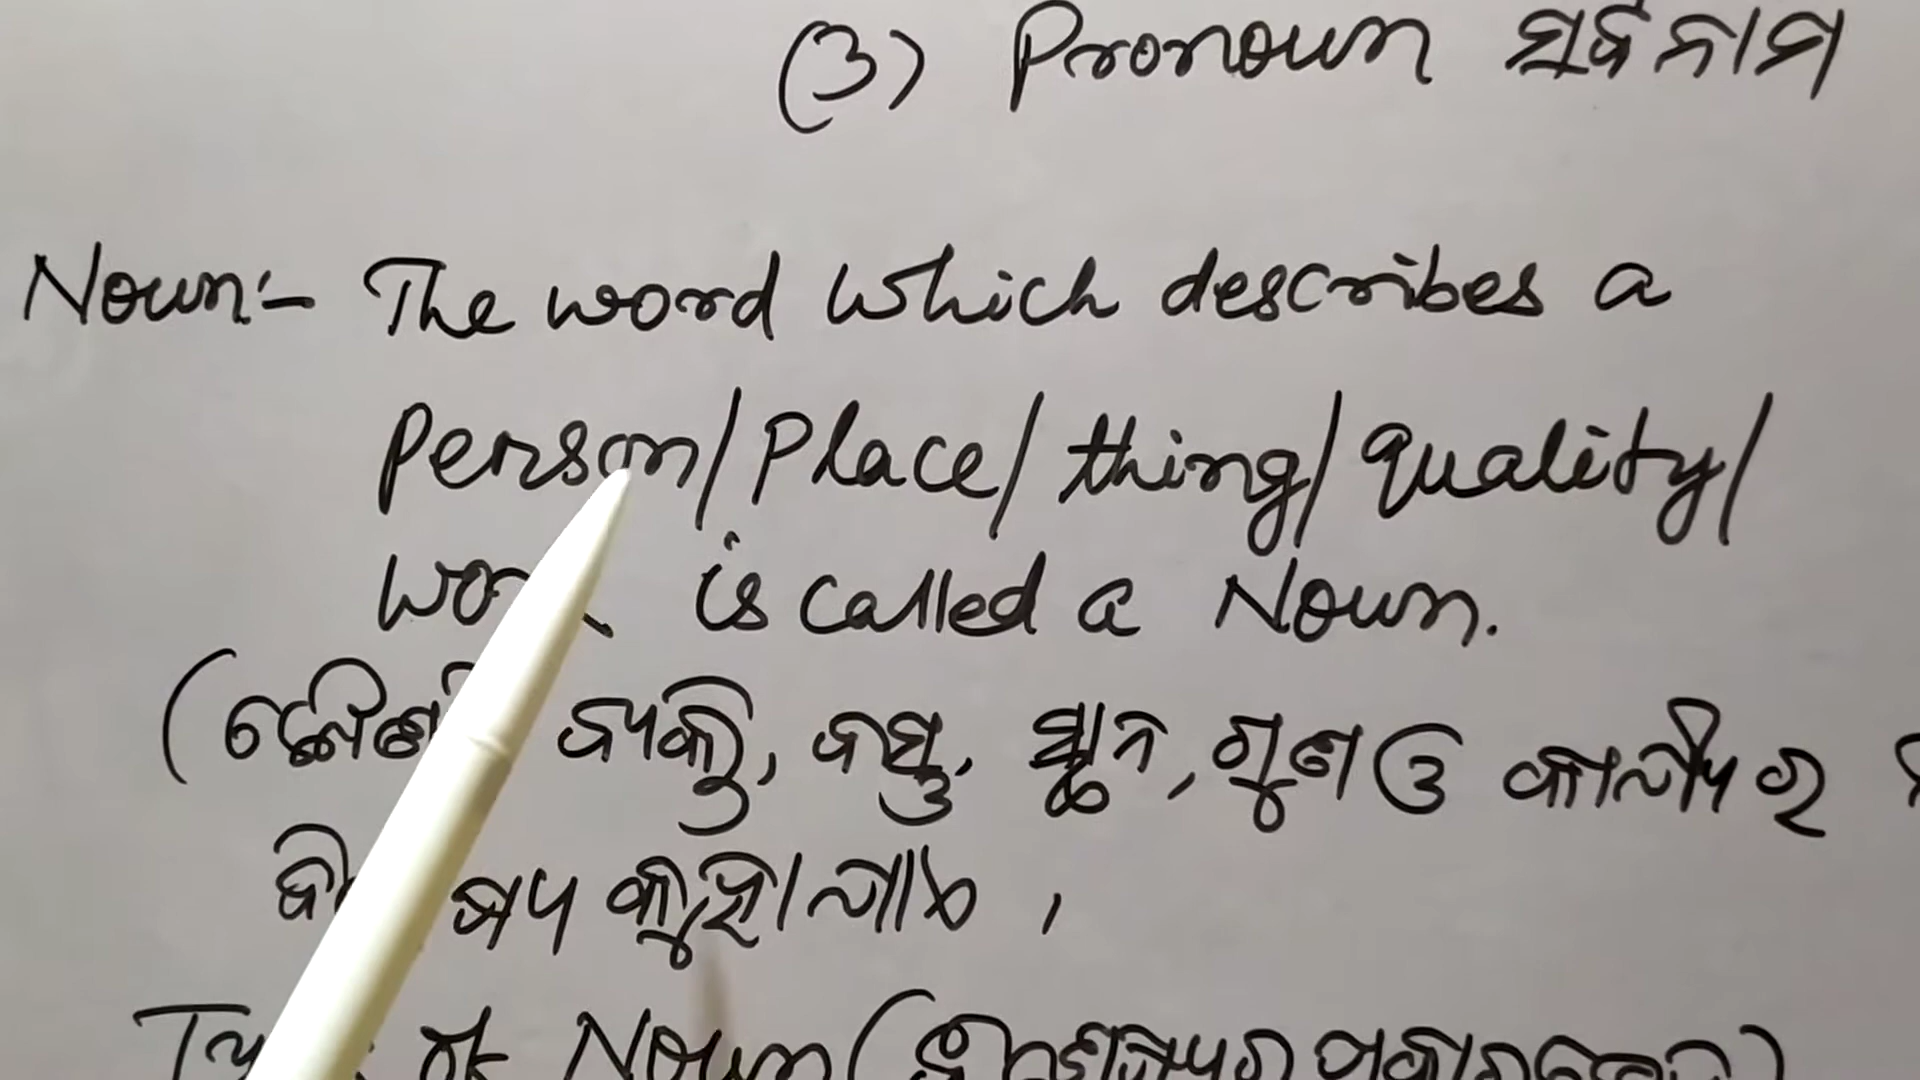 (3) Pronoun ସର୍ବନାମ
Noun:- The word which describes a
Person/Place/thing/quality/
is called a Noun.
(ବ୍ୟକ୍ତି, ବସ୍ତୁ, ସ୍ଥାନ, ଗୁଣ ଓ କାର୍ଯ୍ୟର
କୁହାଯାଏ ,
of Noun (